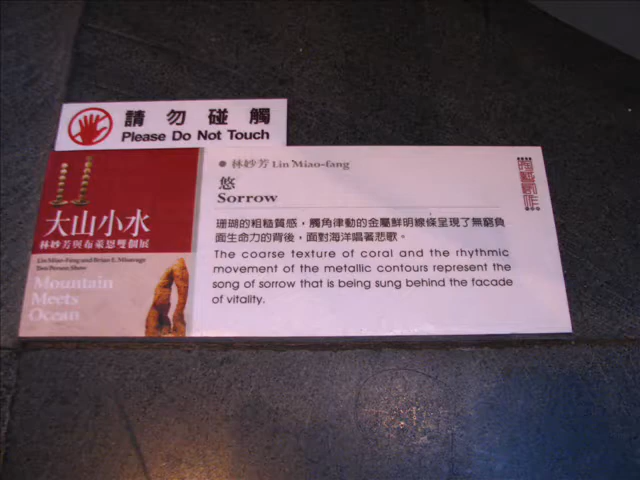 請勿碰觸
Please Do Not Touch
大山小水
林妙芳與布萊恩雙個展
Lin Miao-Fang and Brian E. Misavage
Two Person Show
Mountain
Meets
Ocean
● 林妙芳 Lin Miao-fang
悠
Sorrow
珊瑚的粗糙質感，觸角律動的金屬鮮明線條呈現了無窮負
面生命力的背後，面對海洋唱著悲歌。
The coarse texture of coral and the rhythmic
movement of the metallic contours represent the
song of sorrow that is being sung behind the facade
of vitality.